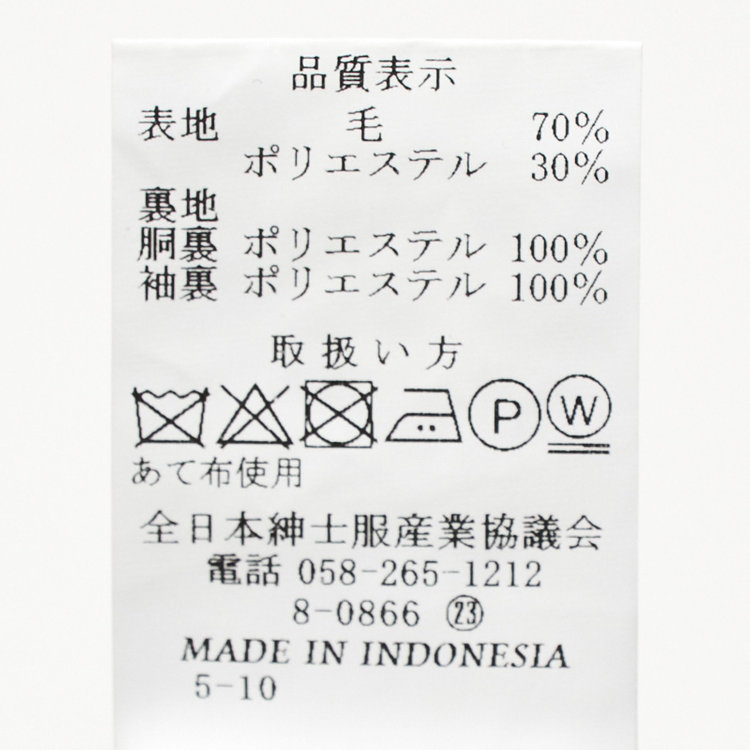 品質表示
表地 毛 70%
ポリエステル 30%
裏地
胴裏 ポリエステル 100%
袖裏 ポリエステル 100%
取扱い方
P W
あて布使用
全日本紳士服産業協議会
電話 058-265-1212
8-0866 ㉓
MADE IN INDONESIA
5-10